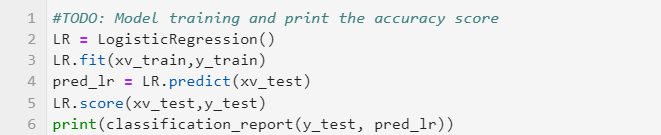 1 #TODO: Model training and print the accuracy score
2 LR = LogisticRegression()
3 LR.fit(xv_train,y_train)
4 pred_lr = LR.predict(xv_test)
5 LR.score(xv_test,y_test)
6 print(classification_report(y_test, pred_lr))